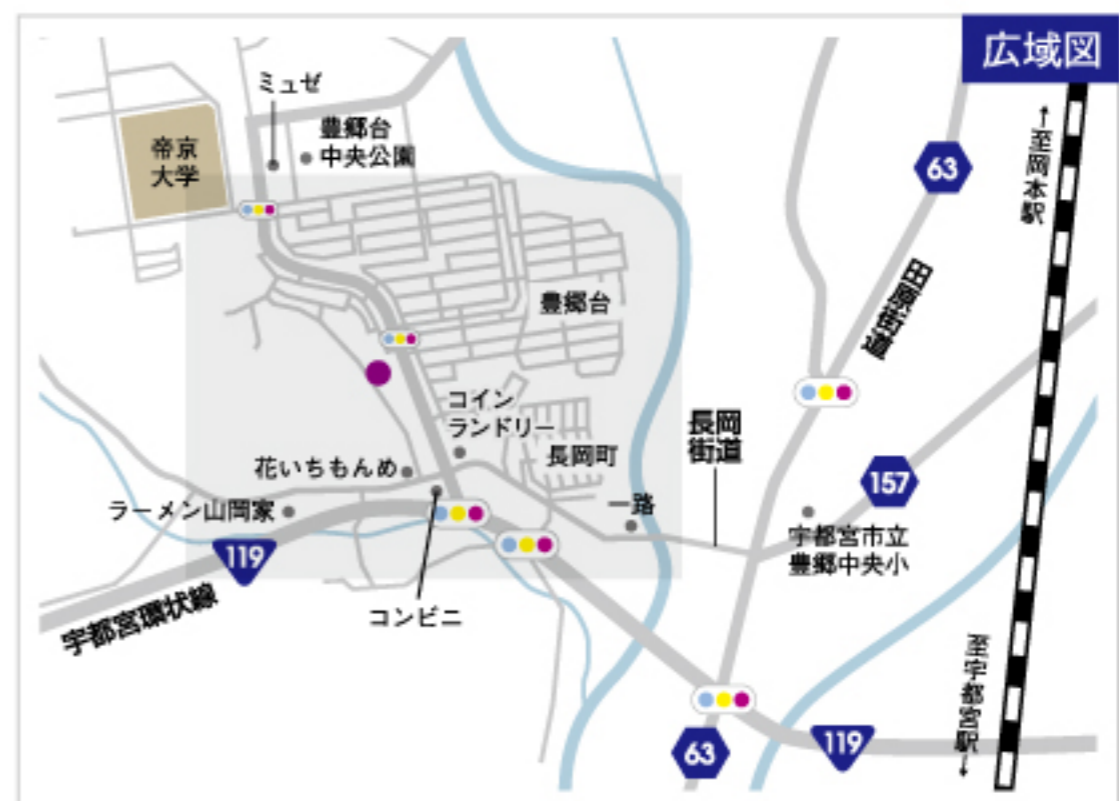 広域図
ミュゼ
豊郷台
中央公園
帝京
大学
↑至岡本駅
63
田原街道
豊郷台
コイン
ランドリー
長岡
街道
花いちもんめ
長岡町
157
ラーメン山岡家
一路
宇都宮市立
豊郷中央小
119
宇都宮環状線
コンビニ
至宇都宮駅↓
63
119